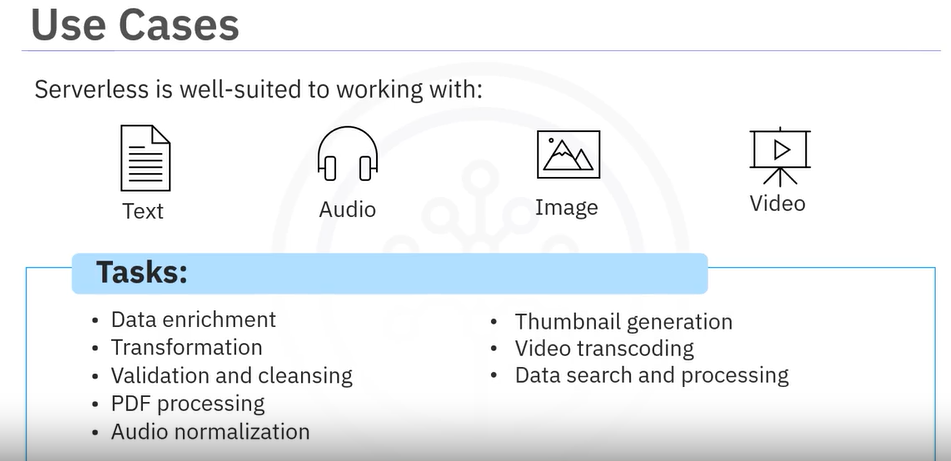 Use Cases
Serverless is well-suited to working with:
Text
Audio
Image
Video
Tasks:
• Data enrichment
• Transformation
• Validation and cleansing
• PDF processing
• Audio normalization
• Thumbnail generation
• Video transcoding
• Data search and processing